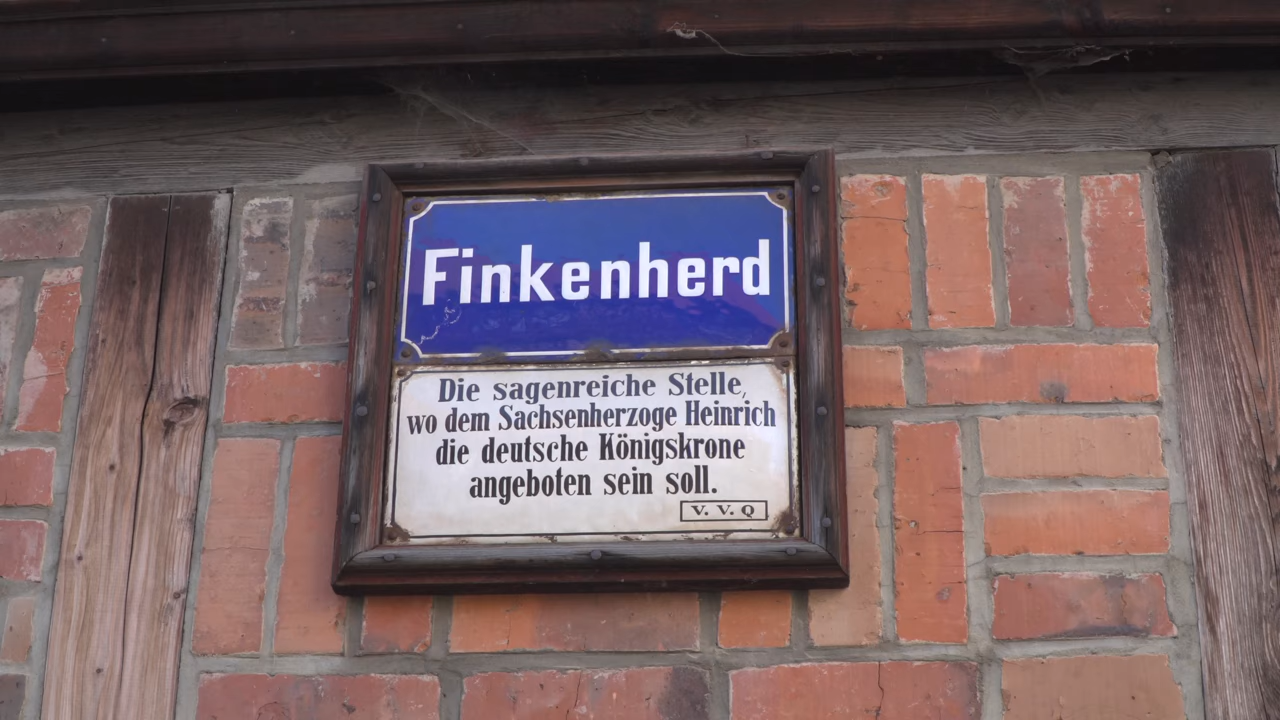 Finkenherd
Die sagenreiche Stelle,
wo dem Sachsenherzoge Heinrich
die deutsche Königskrone
angeboten sein soll.
V. V. Q